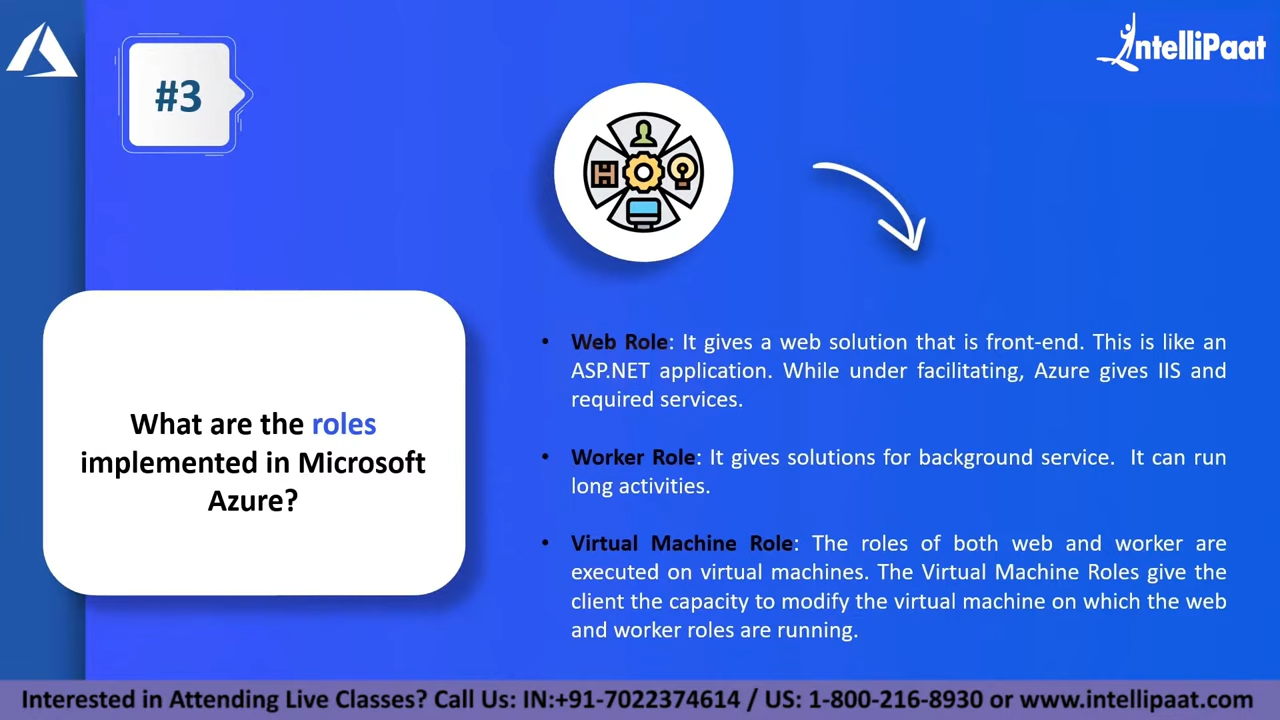 #3
IntelliPaat
What are the roles
implemented in Microsoft
Azure?
• Web Role: It gives a web solution that is front-end. This is like an
ASP.NET application. While under facilitating, Azure gives IIS and
required services.
• Worker Role: It gives solutions for background service. It can run
long activities.
• Virtual Machine Role: The roles of both web and worker are
executed on virtual machines. The Virtual Machine Roles give the
client the capacity to modify the virtual machine on which the web
and worker roles are running.
Interested in Attending Live Classes? Call Us: IN:+91-7022374614 / US: 1-800-216-8930 or www.intellipaat.com